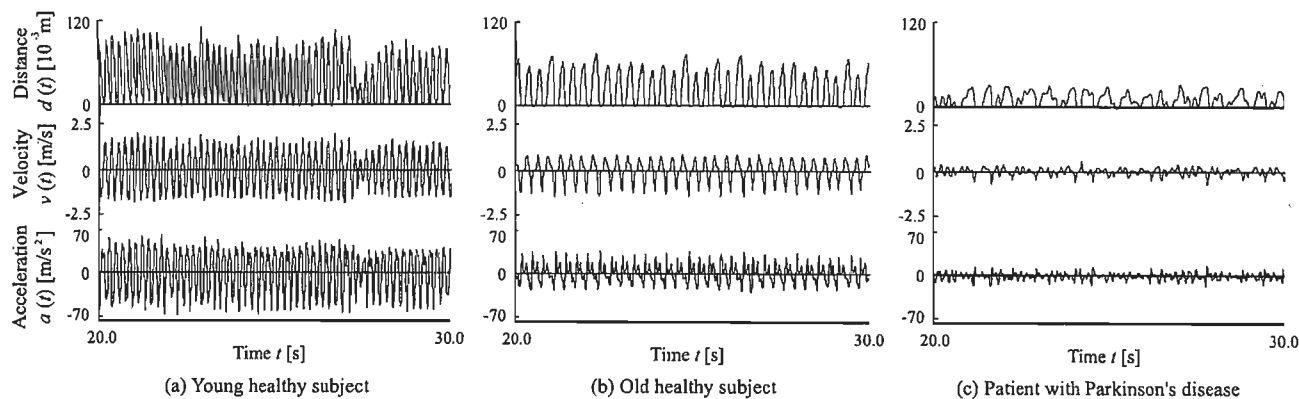 Distance
d (t) [10⁻³m]
120
0
Velocity
v (t) [m/s]
2.5
0
-2.5
Acceleration
a (t) [m/s²]
70
0
-70
20.0
30.0
Time t [s]
(a) Young healthy subject
120
0
2.5
0
-2.5
70
0
-70
20.0
30.0
Time t [s]
(b) Old healthy subject
120
0
2.5
0
-2.5
70
0
-70
20.0
30.0
Time t [s]
(c) Patient with Parkinson's disease